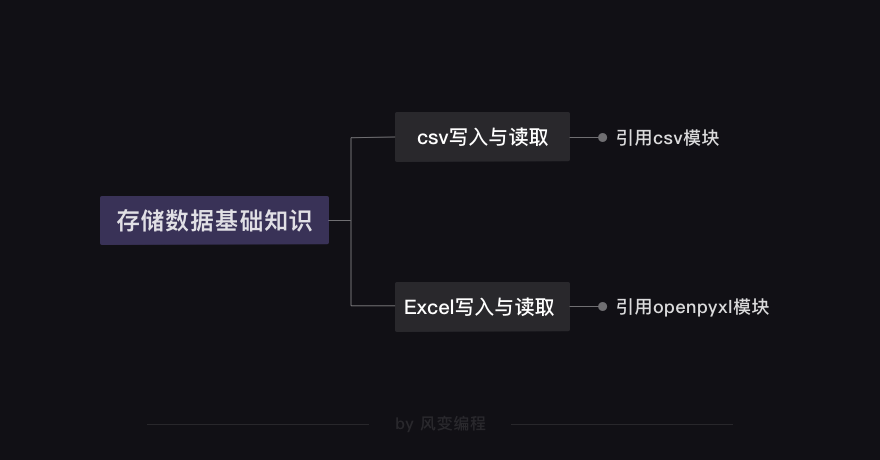 csv写入与读取
引用csv模块
存储数据基础知识
Excel写入与读取
引用openpyxl模块
by 风变编程